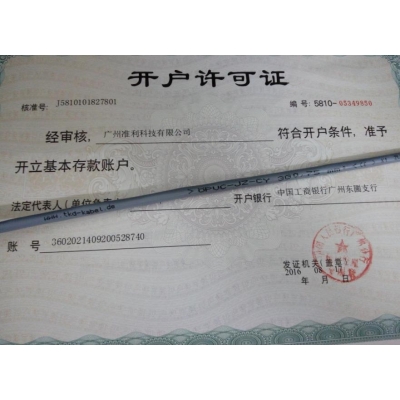 开户许可证
核准号: J5810101827801 编 号: 5810-05349950
经审核, 广州准利科技有限公司 符合开户条件, 准予
开立基本存款账户。
法定代表人(单位负责 开户银行 中国工商银行广州东圃支行
账 号 3602021409200528740
发证机关(盖章)
2016 年 08 月 日